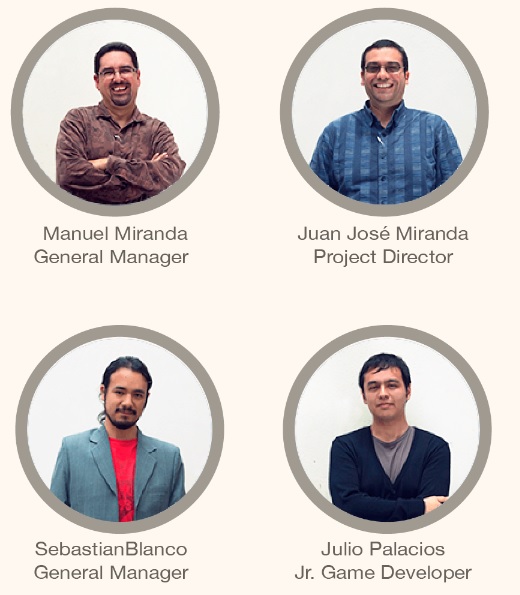 Manuel Miranda
General Manager
Juan José Miranda
Project Director
SebastianBlanco
General Manager
Julio Palacios
Jr. Game Developer